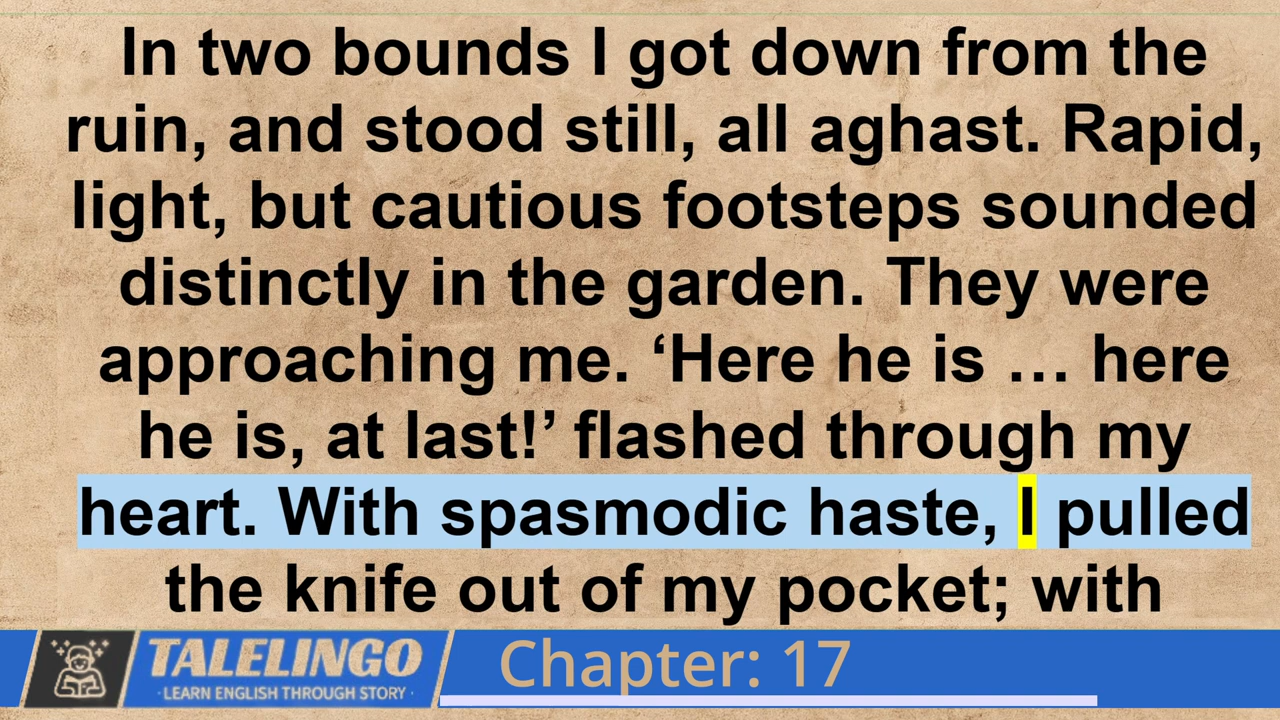 In two bounds I got down from the
ruin, and stood still, all aghast. Rapid,
light, but cautious footsteps sounded
distinctly in the garden. They were
approaching me. ‘Here he is … here
he is, at last!’ flashed through my
heart. With spasmodic haste, I pulled
the knife out of my pocket; with
TALELINGO
· LEARN ENGLISH THROUGH STORY ·
Chapter: 17